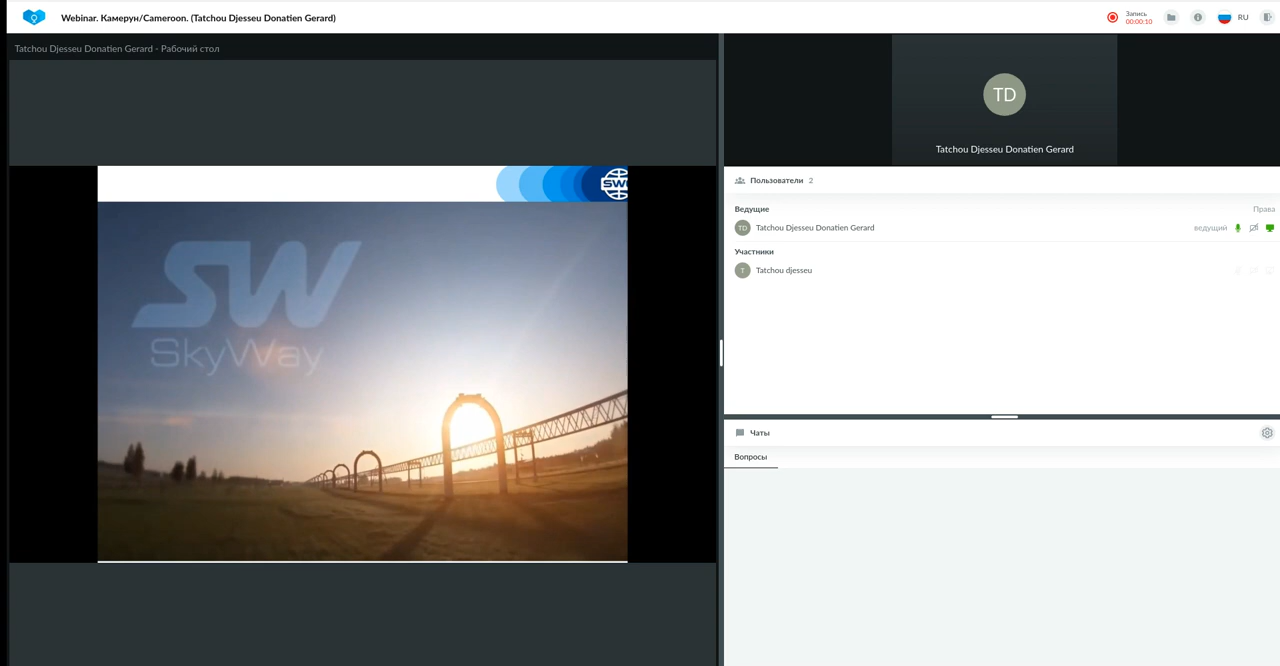 Webinar. Камерун/Cameroon. (Tatchou Djesseu Donatien Gerard)
Запись
00:00:10
RU
Tatchou Djesseu Donatien Gerard - Рабочий стол
SW
SW
SkyWay
TD
Tatchou Djesseu Donatien Gerard
Пользователи 2
Ведущие Права
TD Tatchou Djesseu Donatien Gerard ведущий
Участники
T Tatchou djesseu
Чаты
Вопросы